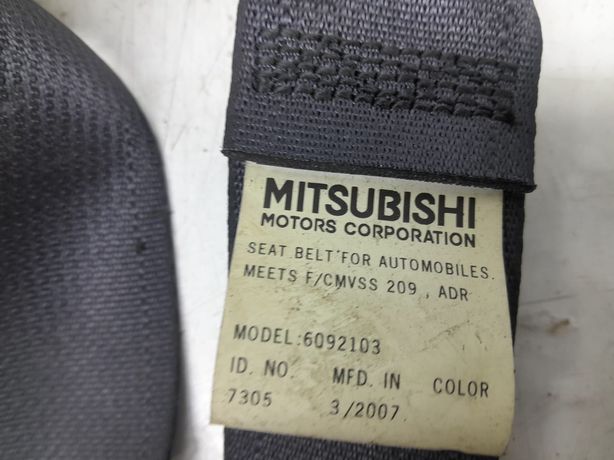 MITSUBISHI
MOTORS CORPORATION
SEAT BELT FOR AUTOMOBILES.
MEETS F/CMVSS 209 , ADR
MODEL:6092103
ID. NO. MFD. IN COLOR
7305 3/2007